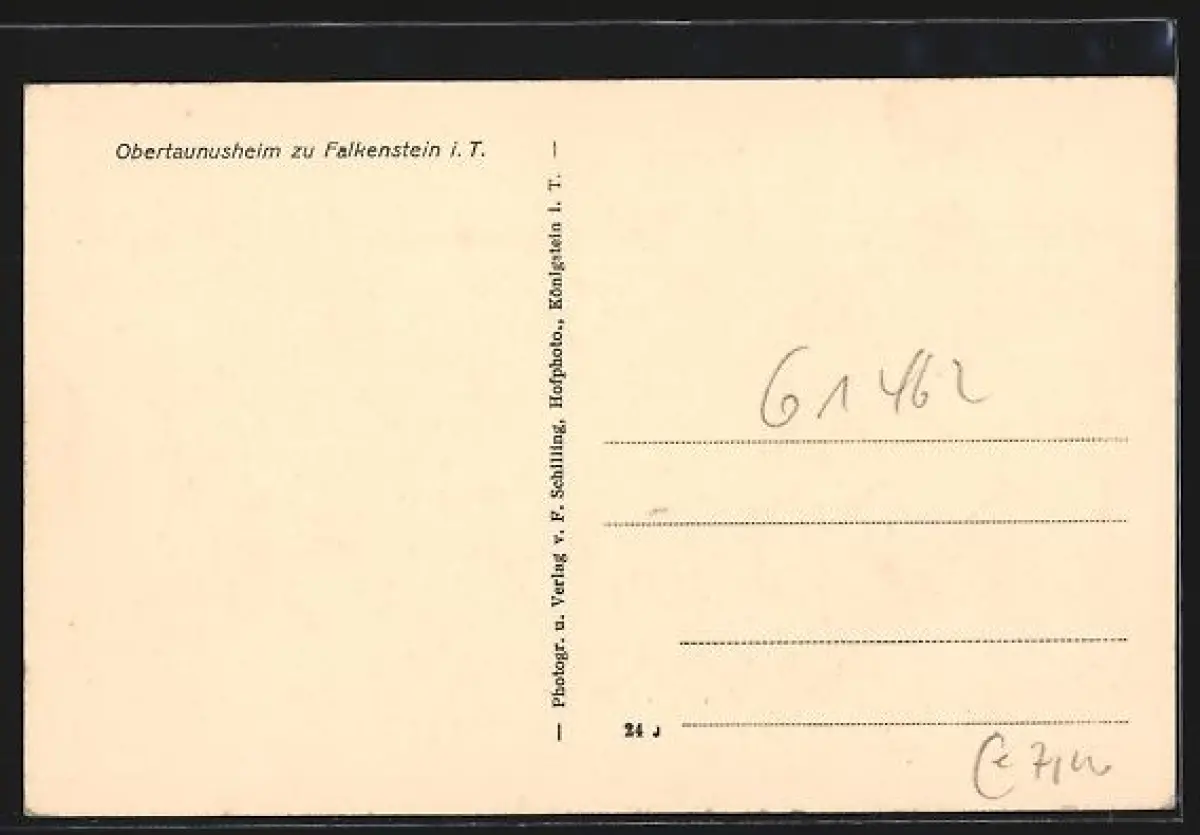 Obertaunusheim zu Falkenstein i. T.
— Photogr. u. Verlag v. F. Schilling, Hofphoto., Königstein i. T. —
61462
24 J